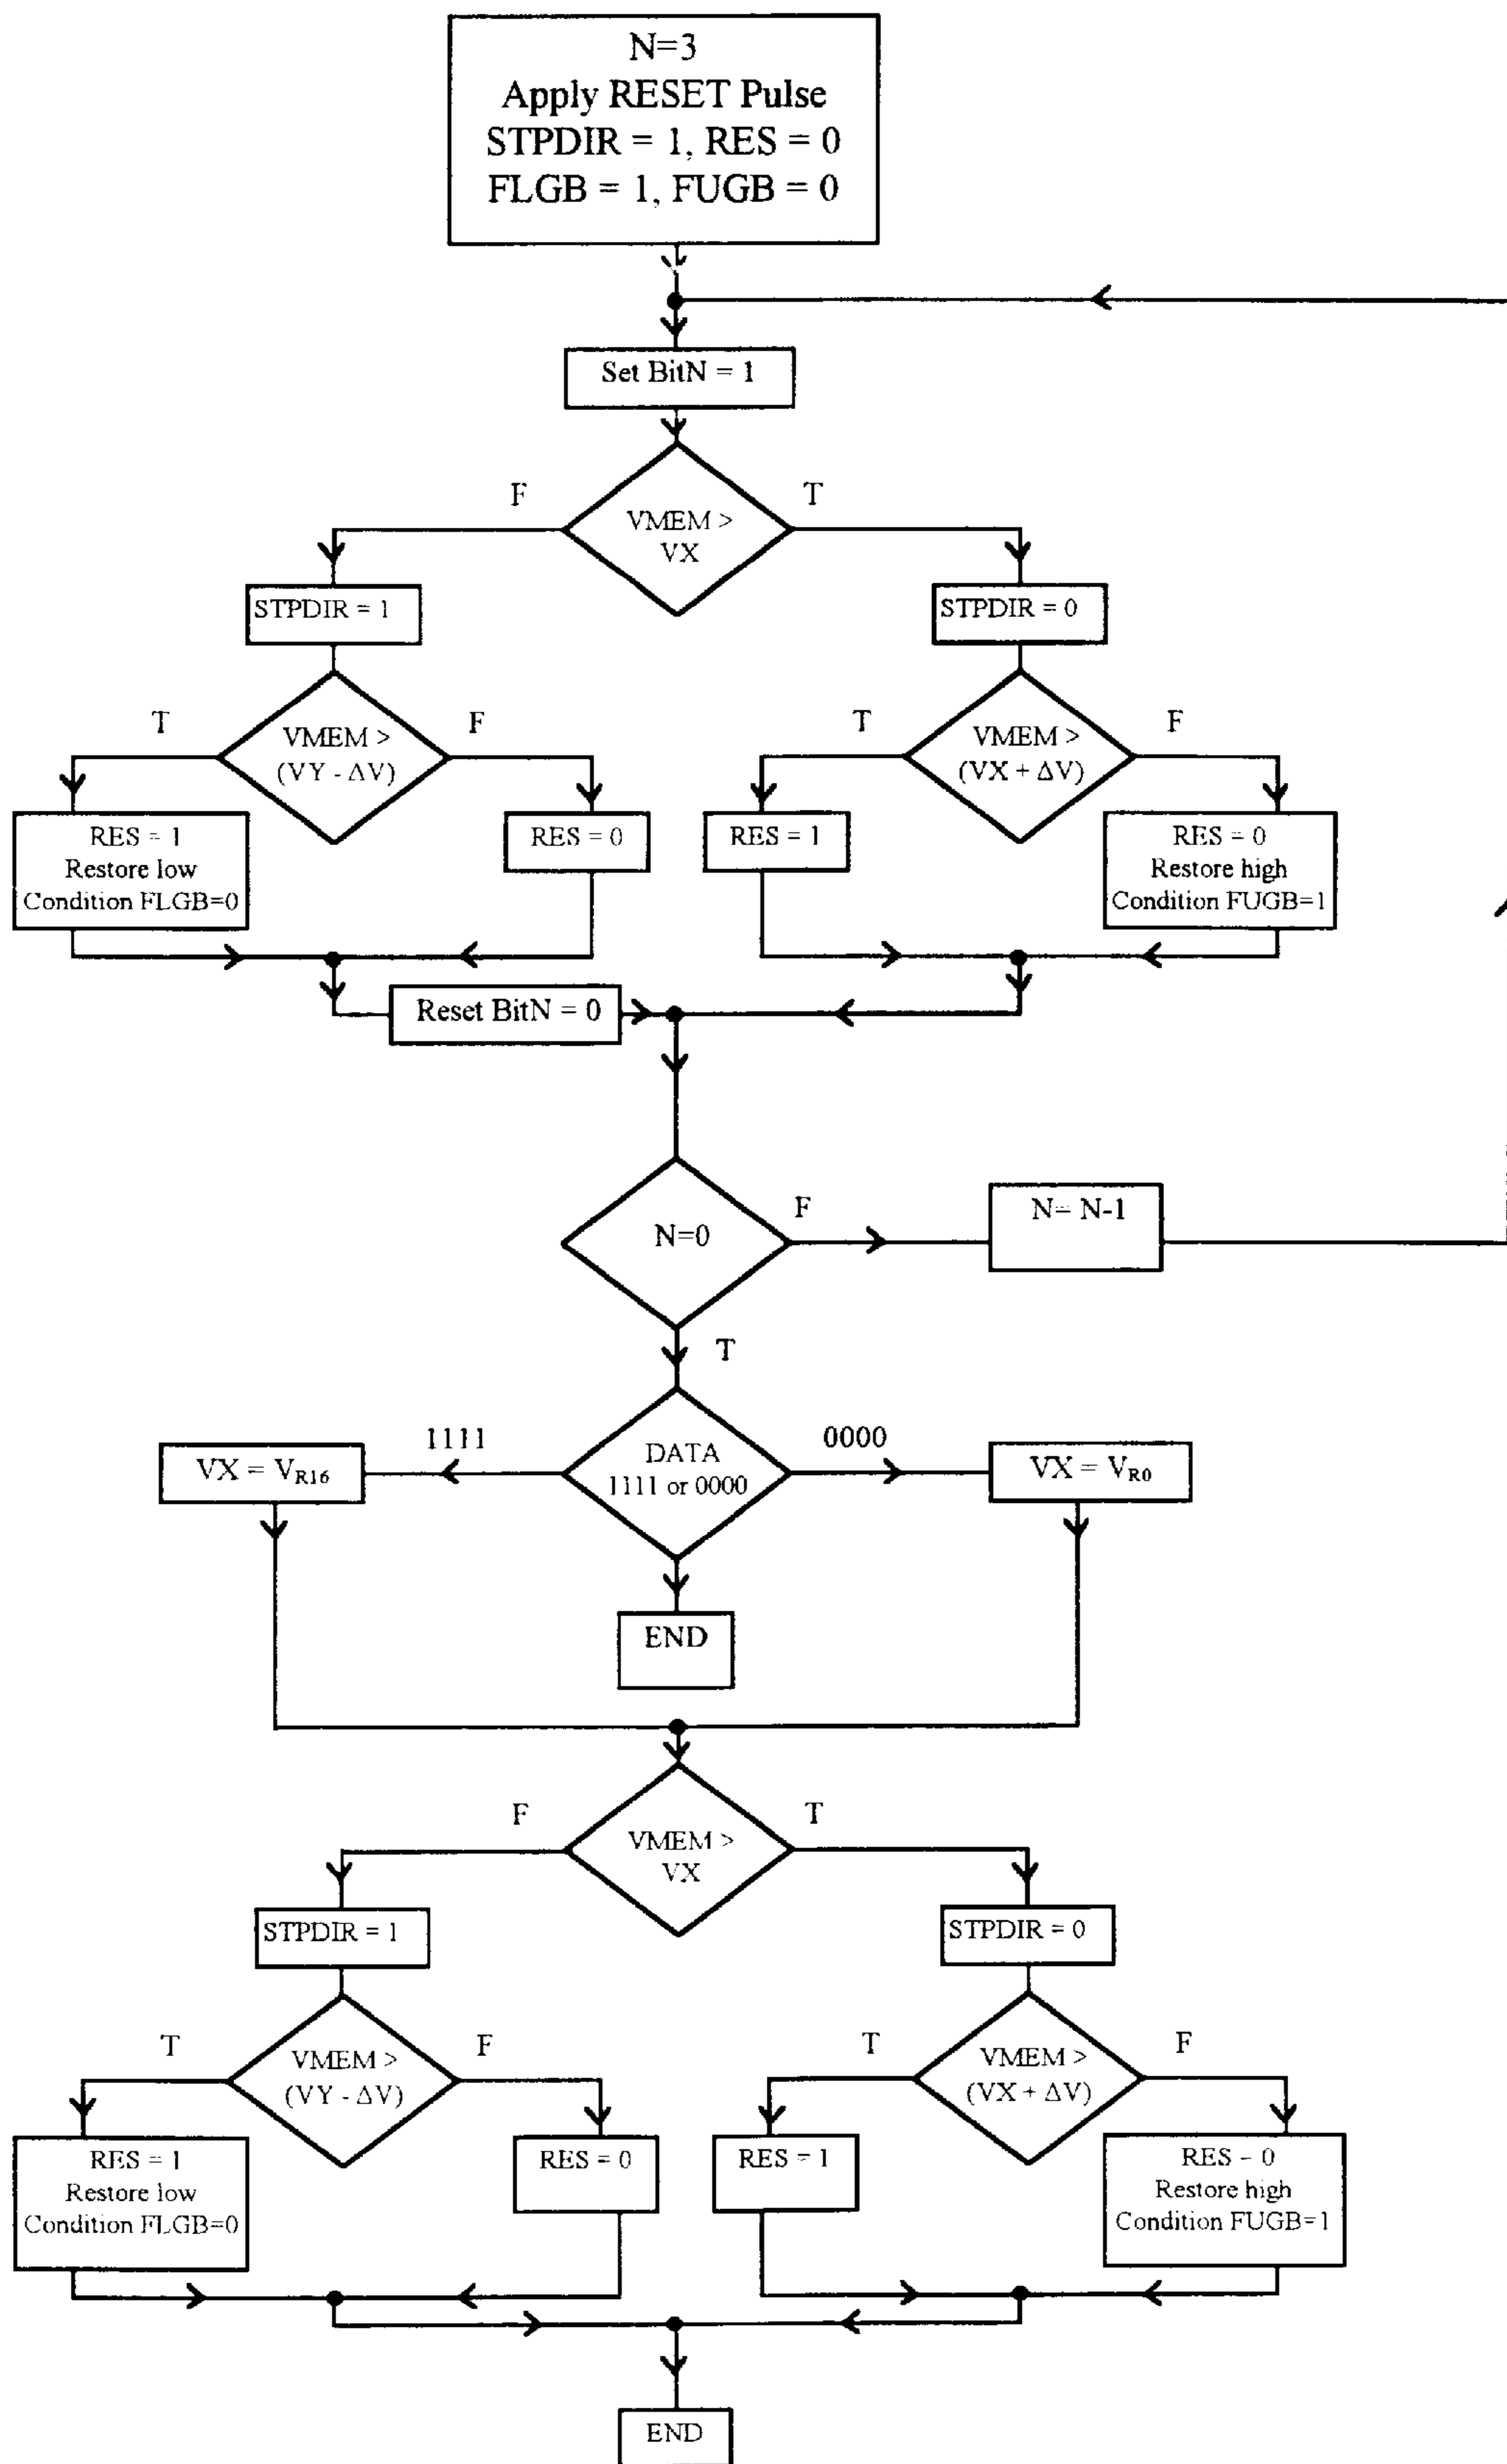 N=3
Apply RESET Pulse
STPDIR = 1, RES = 0
FLGB = 1, FUGB = 0
Set BitN = 1
F
T
VMEM >
VX
STPDIR = 1
STPDIR = 0
T
VMEM >
(VY - ΔV)
F
T
VMEM >
(VX + ΔV)
F
RES = 1
Restore low
Condition FLGB=0
RES = 0
RES = 1
RES = 0
Restore high
Condition FUGB=1
Reset BitN = 0
N=0
F
N= N-1
T
1111
DATA
1111 or 0000
0000
VX = VR16
VX = VR0
END
F
T
VMEM >
VX
STPDIR = 1
STPDIR = 0
T
VMEM >
(VY - ΔV)
F
T
VMEM >
(VX + ΔV)
F
RES = 1
Restore low
Condition FLGB=0
RES = 0
RES = 1
RES = 0
Restore high
Condition FUGB=1
END